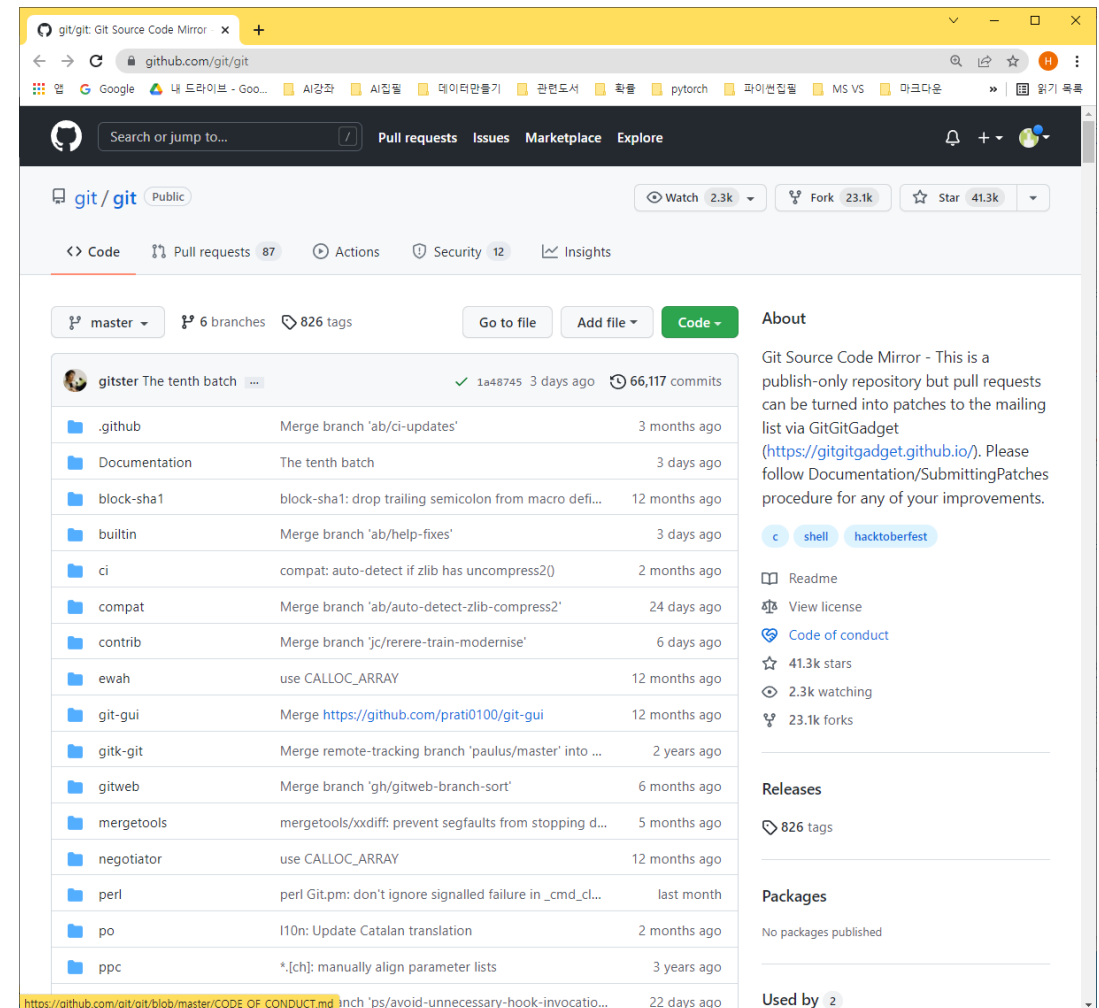 git/git: Git Source Code Mirror
github.com/git/git
H
앱 Google 내 드라이브 - Goo... AI강좌 AI집필 데이터만들기 관련도서 확률 pytorch 파이썬집필 MS VS 마크다운 » 읽기 목록
Search or jump to... / Pull requests Issues Marketplace Explore
git / git Public Watch 2.3k Fork 23.1k Star 41.3k
<> Code Pull requests 87 Actions Security 12 Insights
master 6 branches 826 tags Go to file Add file Code
gitster The tenth batch ... 1a48745 3 days ago 66,117 commits
.github Merge branch 'ab/ci-updates' 3 months ago
Documentation The tenth batch 3 days ago
block-sha1 block-sha1: drop trailing semicolon from macro defi... 12 months ago
builtin Merge branch 'ab/help-fixes' 3 days ago
ci compat: auto-detect if zlib has uncompress2() 2 months ago
compat Merge branch 'ab/auto-detect-zlib-compress2' 24 days ago
contrib Merge branch 'jc/rerere-train-modernise' 6 days ago
ewah use CALLOC_ARRAY 12 months ago
git-gui Merge https://github.com/prati0100/git-gui 12 months ago
gitk-git Merge remote-tracking branch 'paulus/master' into ... 2 years ago
gitweb Merge branch 'gh/gitweb-branch-sort' 6 months ago
mergetools mergetools/xxdiff: prevent segfaults from stopping d... 5 months ago
negotiator use CALLOC_ARRAY 12 months ago
perl perl Git.pm: don't ignore signalled failure in _cmd_cl... last month
po l10n: Update Catalan translation 2 months ago
ppc *.[ch]: manually align parameter lists 3 years ago
https://github.com/git/git/blob/master/CODE_OF_CONDUCT.md anch 'ps/avoid-unnecessary-hook-invocatio... 22 days ago
About
Git Source Code Mirror - This is a
publish-only repository but pull requests
can be turned into patches to the mailing
list via GitGitGadget
(https://gitgitgadget.github.io/). Please
follow Documentation/SubmittingPatches
procedure for any of your improvements.
c shell hacktoberfest
Readme
View license
Code of conduct
41.3k stars
2.3k watching
23.1k forks
Releases
826 tags
Packages
No packages published
Used by 2